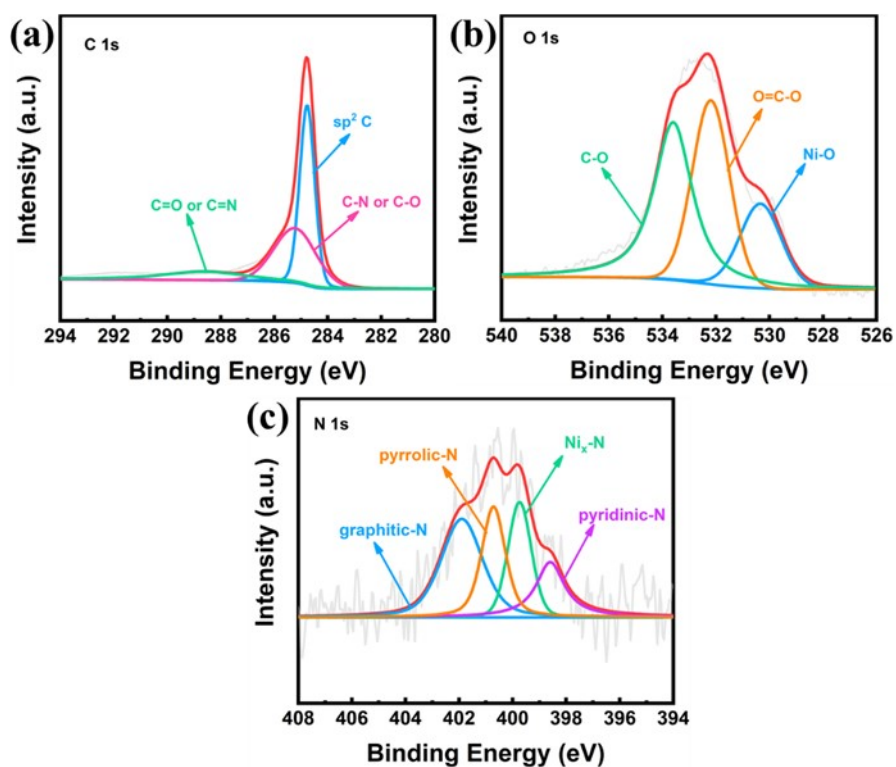 (a)
C 1s
sp² C
C=O or C=N
C-N or C-O
Intensity (a.u.)
294 292 290 288 286 284 282 280
Binding Energy (eV)
(b)
O 1s
O=C-O
C-O
Ni-O
Intensity (a.u.)
540 538 536 534 532 530 528 526
Binding Energy (eV)
(c)
N 1s
pyrrolic-N
Niₓ-N
graphitic-N
pyridinic-N
Intensity (a.u.)
408 406 404 402 400 398 396 394
Binding Energy (eV)